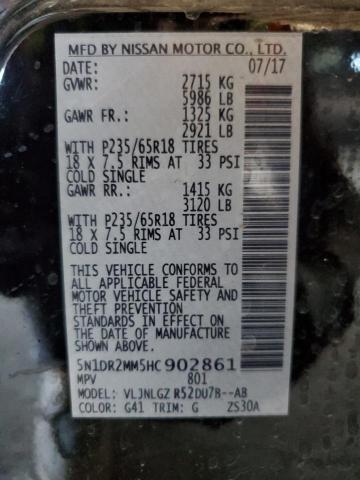 MFD BY NISSAN MOTOR CO., LTD.
DATE: 07/17
GVWR: 2715 KG
5986 LB
GAWR FR.: 1325 KG
2921 LB
WITH P235/65R18 TIRES
18 X 7.5 RIMS AT 33 PSI
COLD SINGLE
GAWR RR.: 1415 KG
3120 LB
WITH P235/65R18 TIRES
18 X 7.5 RIMS AT 33 PSI
COLD SINGLE
THIS VEHICLE CONFORMS TO
ALL APPLICABLE FEDERAL
MOTOR VEHICLE SAFETY AND
THEFT PREVENTION
STANDARDS IN EFFECT ON
THE DATE OF MANUFACTURE
SHOWN ABOVE.
5N1DR2MM5HC902861
MPV 801
MODEL: VLJNLGZ R52DU7B--AB
COLOR: G41 TRIM: G ZS30A